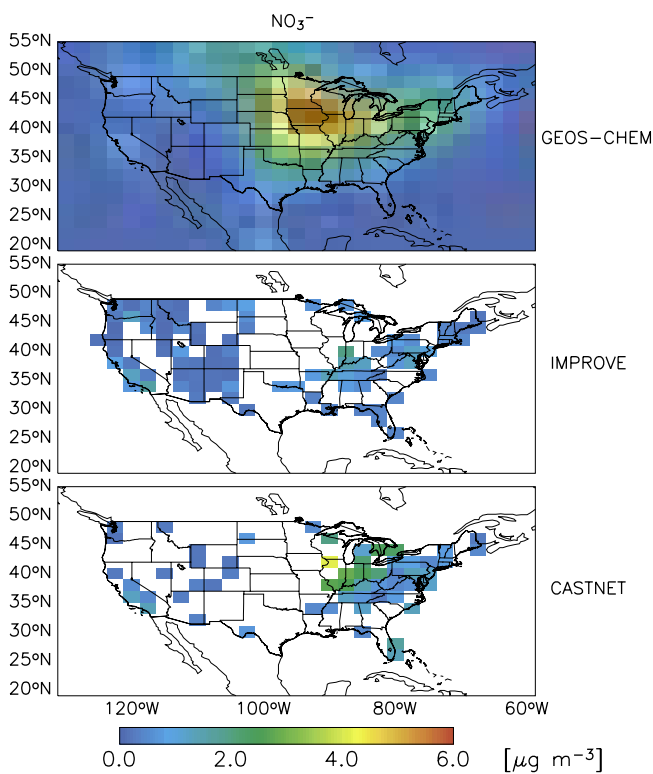 NO₃⁻
55°N
50°N
45°N
40°N
35°N
30°N
25°N
20°N
GEOS-CHEM
55°N
50°N
45°N
40°N
35°N
30°N
25°N
20°N
IMPROVE
55°N
50°N
45°N
40°N
35°N
30°N
25°N
20°N
CASTNET
120°W 100°W 80°W 60°W
0.0 2.0 4.0 6.0 [μg m⁻³]